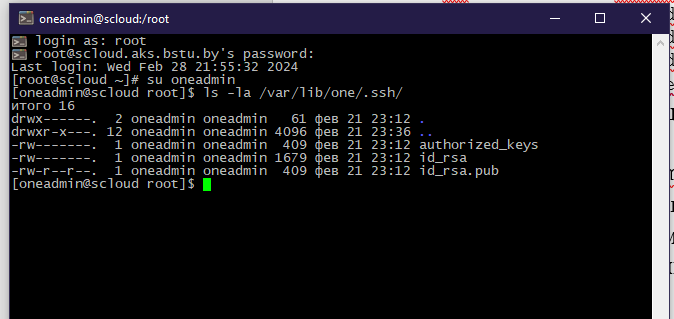 oneadmin@scloud:/root
login as: root
root@scloud.aks.bstu.by's password:
Last login: Wed Feb 28 21:55:32 2024
[root@scloud ~]# su oneadmin
[oneadmin@scloud root]$ ls -la /var/lib/one/.ssh/
итого 16
drwx------.  2 oneadmin oneadmin   61 фев 21 23:12 .
drwxr-x---. 12 oneadmin oneadmin 4096 фев 21 23:36 ..
-rw-------.  1 oneadmin oneadmin  409 фев 21 23:12 authorized_keys
-rw-------.  1 oneadmin oneadmin 1679 фев 21 23:12 id_rsa
-rw-r--r--.  1 oneadmin oneadmin  409 фев 21 23:12 id_rsa.pub
[oneadmin@scloud root]$